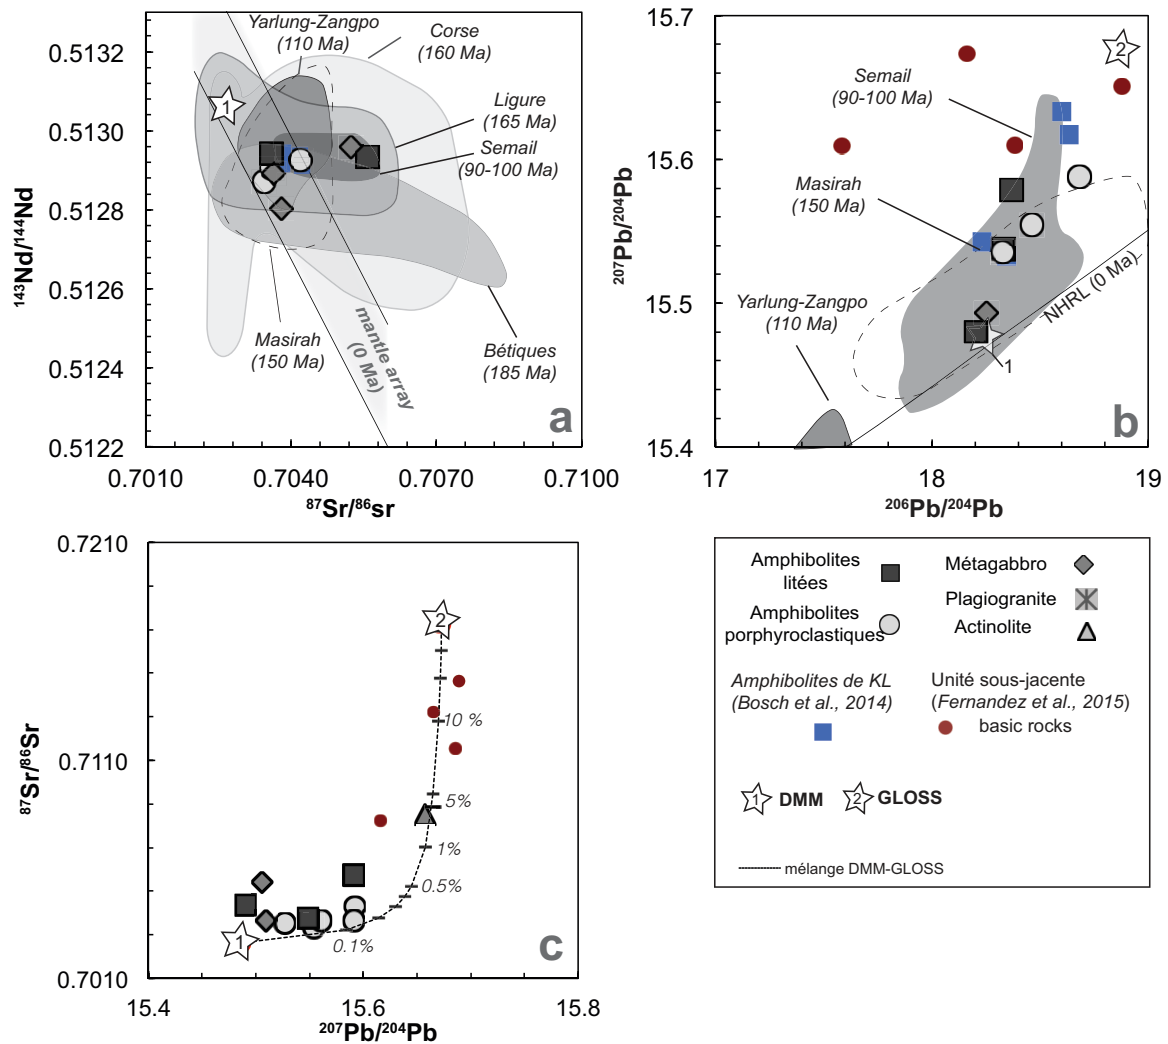 Yarlung-Zangpo
(110 Ma)
Corse
(160 Ma)
Ligure
(165 Ma)
Semail
(90-100 Ma)
Masirah
(150 Ma)
Bétiques
(185 Ma)
mantle array
(0 Ma)
1
a
0.5132
0.5130
0.5128
0.5126
0.5124
0.5122
143Nd/144Nd
0.7010
0.7040
0.7070
0.7100
87Sr/86sr
15.7
15.6
15.5
15.4
207Pb/204Pb
2
Semail
(90-100 Ma)
Masirah
(150 Ma)
Yarlung-Zangpo
(110 Ma)
NHRL (0 Ma)
1
b
17
18
19
206Pb/204Pb
0.7210
0.7110
0.7010
87Sr/86Sr
2
10 %
5%
1%
0.5%
0.1%
1
c
15.4
15.6
15.8
207Pb/204Pb
Amphibolites
litées
Métagabbro
Plagiogranite
Amphibolites
porphyroclastiques
Actinolite
Amphibolites de KL
(Bosch et al., 2014)
Unité sous-jacente
(Fernandez et al., 2015)
basic rocks
1 DMM
2 GLOSS
mélange DMM-GLOSS